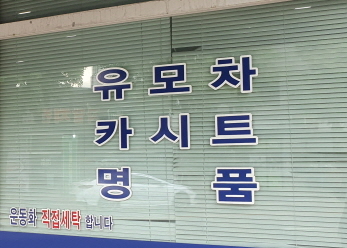 유모차
카시트
명품
운동화 직접세탁 합니다